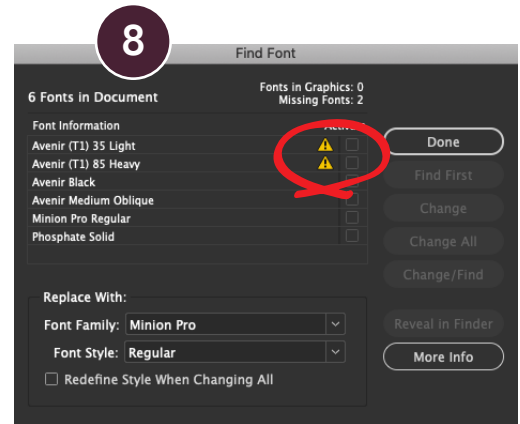 8
Find Font
6 Fonts in Document
Fonts in Graphics: 0
Missing Fonts: 2
Font Information
Avenir (T1) 35 Light
Avenir (T1) 85 Heavy
Avenir Black
Avenir Medium Oblique
Minion Pro Regular
Phosphate Solid
Done
Find First
Change
Change All
Change/Find
Reveal in Finder
More Info
Replace With:
Font Family: Minion Pro
Font Style: Regular
Redefine Style When Changing All